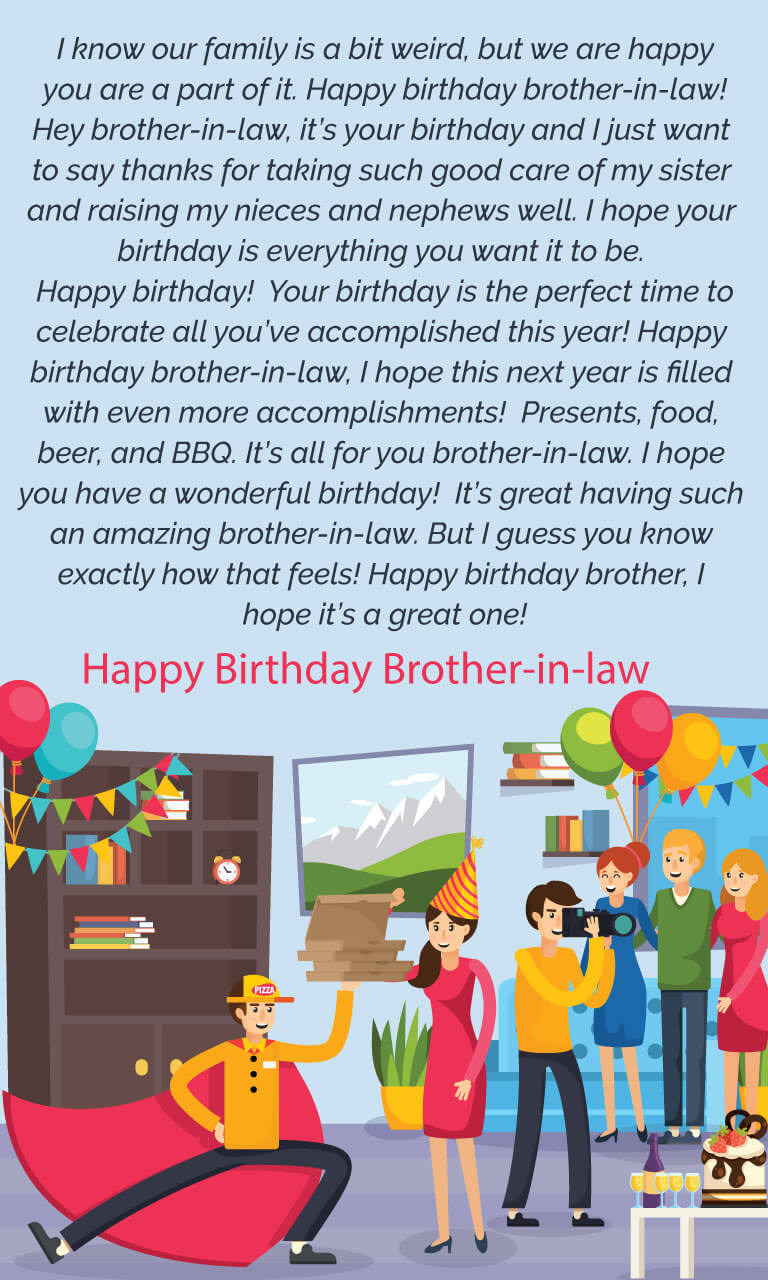 I know our family is a bit weird, but we are happy
you are a part of it. Happy birthday brother-in-law!
Hey brother-in-law, it’s your birthday and I just want
to say thanks for taking such good care of my sister
and raising my nieces and nephews well. I hope your
birthday is everything you want it to be.
Happy birthday!  Your birthday is the perfect time to
celebrate all you’ve accomplished this year! Happy
birthday brother-in-law, I hope this next year is filled
with even more accomplishments!  Presents, food,
beer, and BBQ. It’s all for you brother-in-law. I hope
you have a wonderful birthday!  It’s great having such
an amazing brother-in-law. But I guess you know
exactly how that feels! Happy birthday brother, I
hope it’s a great one!
Happy Birthday Brother-in-law
PIZZA